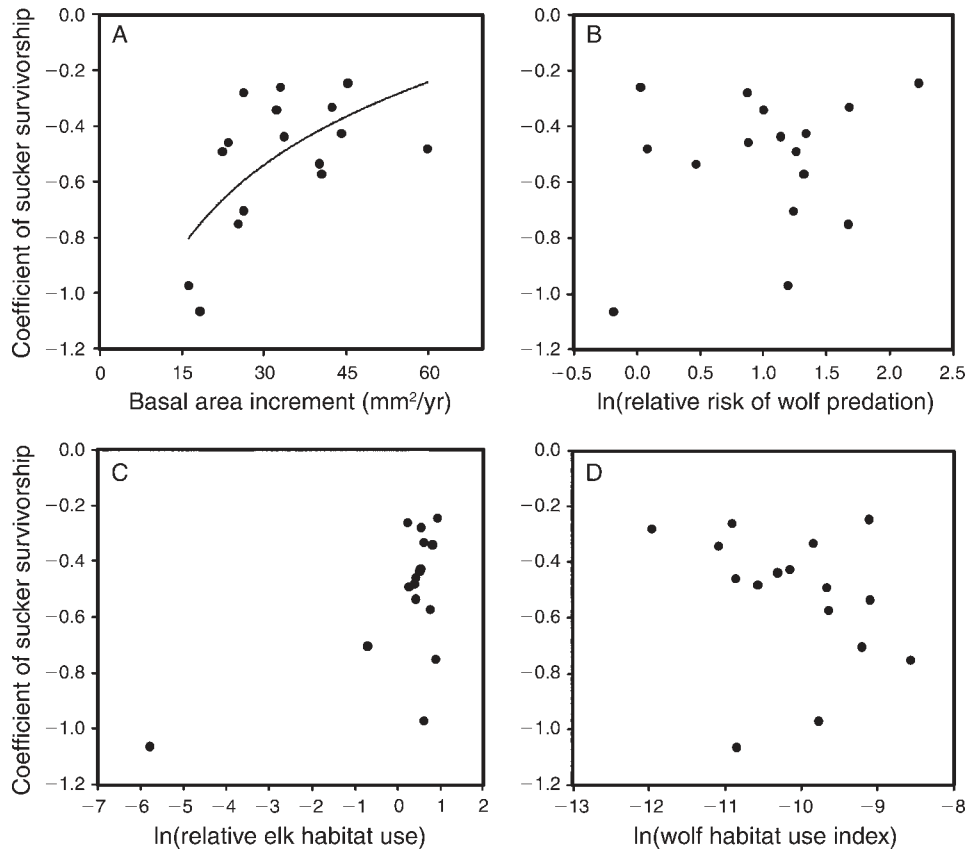 A
Coefficient of sucker survivorship
0.0
−0.2
−0.4
−0.6
−0.8
−1.0
−1.2
0 15 30 45 60
Basal area increment (mm²/yr)
B
0.0
−0.2
−0.4
−0.6
−0.8
−1.0
−1.2
−0.5 0.0 0.5 1.0 1.5 2.0 2.5
ln(relative risk of wolf predation)
C
Coefficient of sucker survivorship
0.0
−0.2
−0.4
−0.6
−0.8
−1.0
−1.2
−7 −6 −5 −4 −3 −2 −1 0 1 2
ln(relative elk habitat use)
D
0.0
−0.2
−0.4
−0.6
−0.8
−1.0
−1.2
−13 −12 −11 −10 −9 −8
ln(wolf habitat use index)